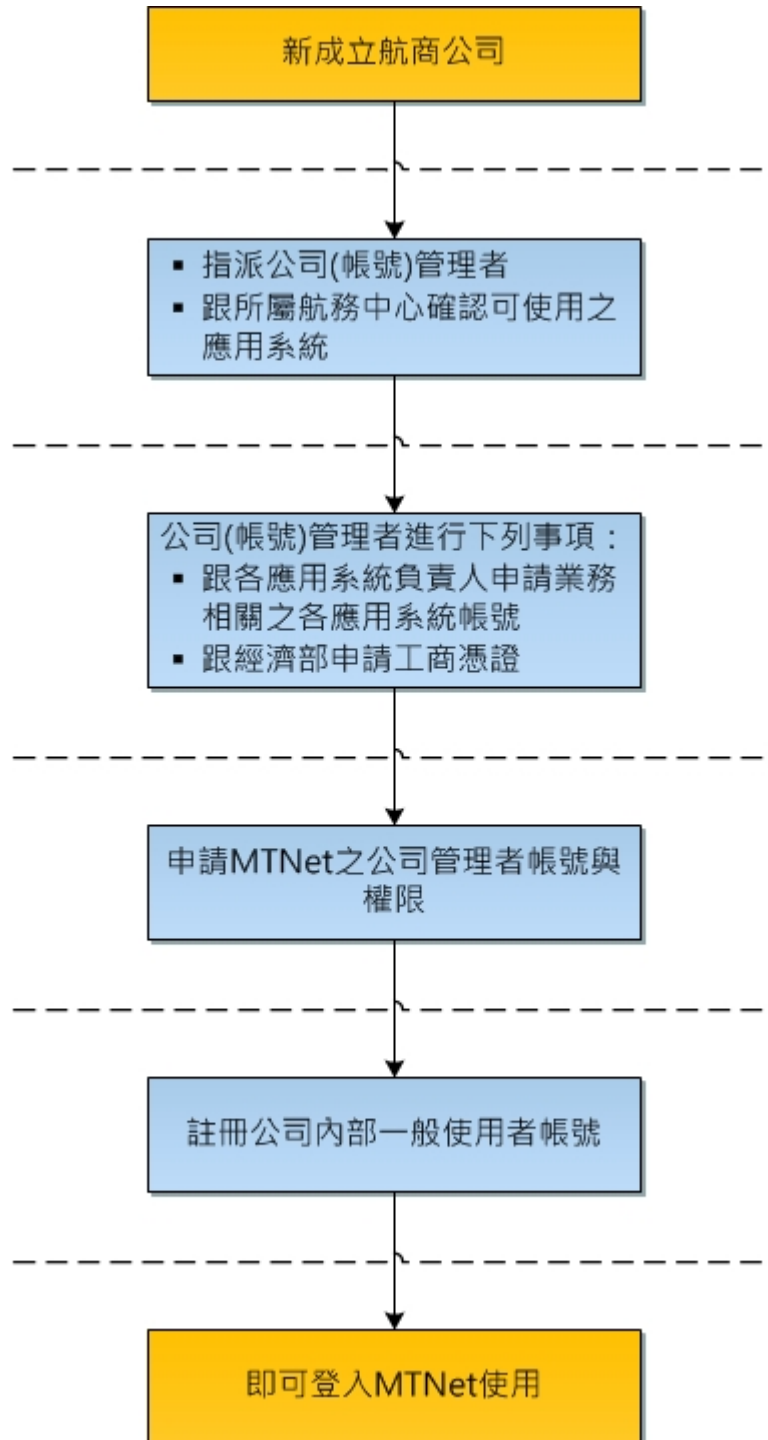 新成立航商公司
▪ 指派公司(帳號)管理者
▪ 跟所屬航務中心確認可使用之
應用系統
公司(帳號)管理者進行下列事項：
▪ 跟各應用系統負責人申請業務
相關之各應用系統帳號
▪ 跟經濟部申請工商憑證
申請MTNet之公司管理者帳號與
權限
註冊公司內部一般使用者帳號
即可登入MTNet使用